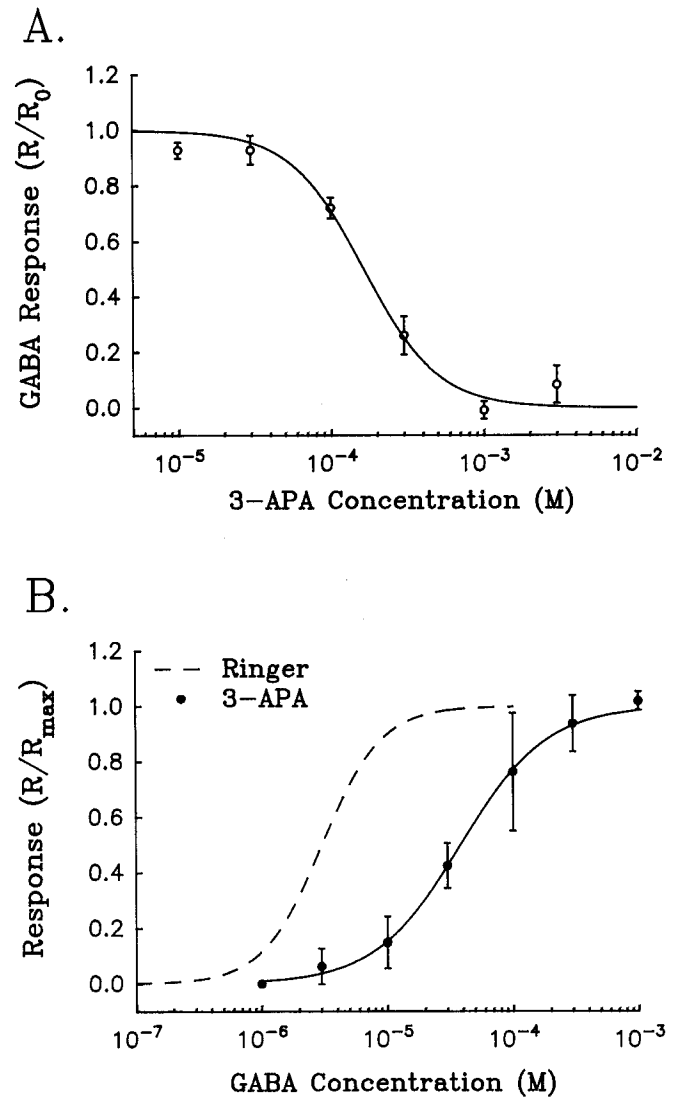 A.
GABA Response (R/R₀)
1.2
1.0
0.8
0.6
0.4
0.2
0.0
10⁻⁵ 10⁻⁴ 10⁻³ 10⁻²
3-APA Concentration (M)
B.
Response (R/Rmax)
1.2
1.0
0.8
0.6
0.4
0.2
0.0
Ringer
3-APA
10⁻⁷ 10⁻⁶ 10⁻⁵ 10⁻⁴ 10⁻³
GABA Concentration (M)